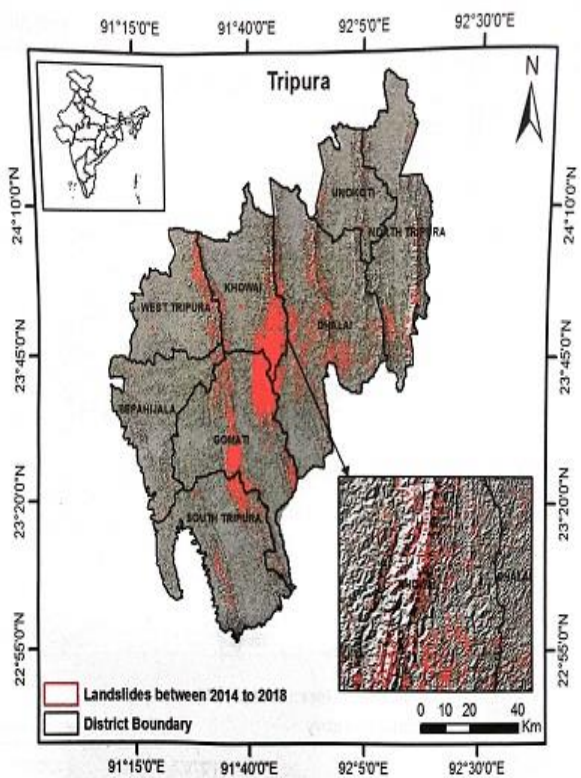 91°15'0"E 91°40'0"E 92°5'0"E 92°30'0"E
Tripura
N
24°10'0"N 24°10'0"N
UNOKOTI
NORTH TRIPURA
KHOWAI
WEST TRIPURA
DHALAI
23°45'0"N 23°45'0"N
SEPAHIJALA
GOMATI
23°20'0"N 23°20'0"N
SOUTH TRIPURA
KHOWAI
DHALAI
22°55'0"N 22°55'0"N
Landslides between 2014 to 2018
District Boundary
0 10 20 40
Km
91°15'0"E 91°40'0"E 92°5'0"E 92°30'0"E